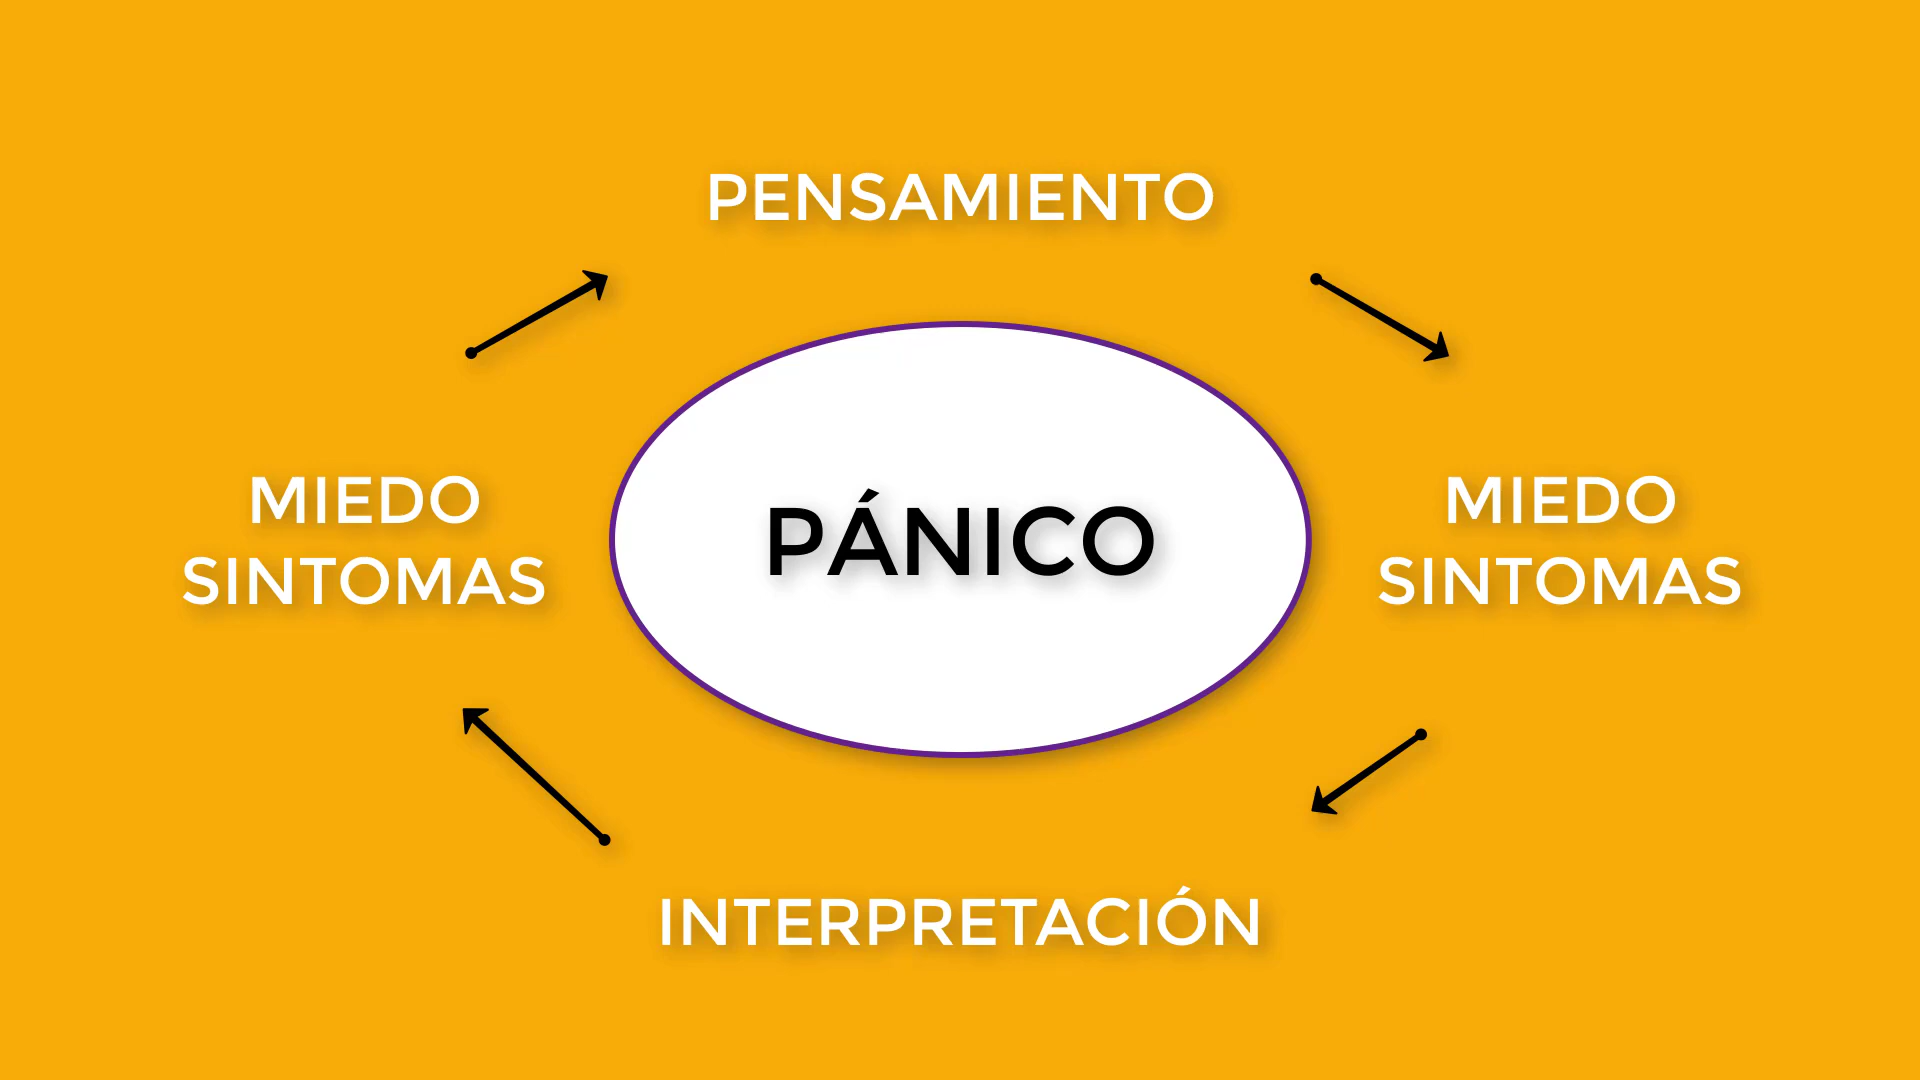 PENSAMIENTO
MIEDO
SINTOMAS
PÁNICO
MIEDO
SINTOMAS
INTERPRETACIÓN